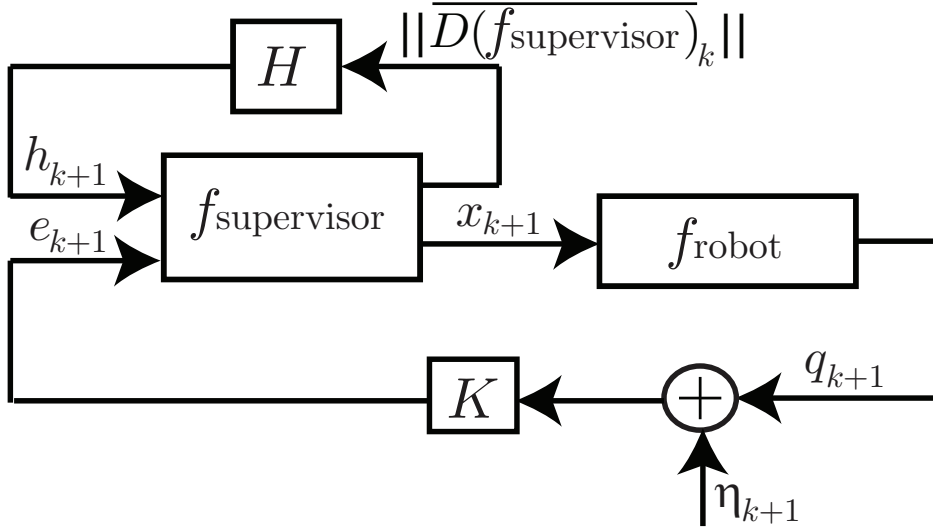 ||D(f_supervisor)_k||
H
h_{k+1}
f_supervisor
x_{k+1}
f_robot
e_{k+1}
q_{k+1}
K
+
η_{k+1}